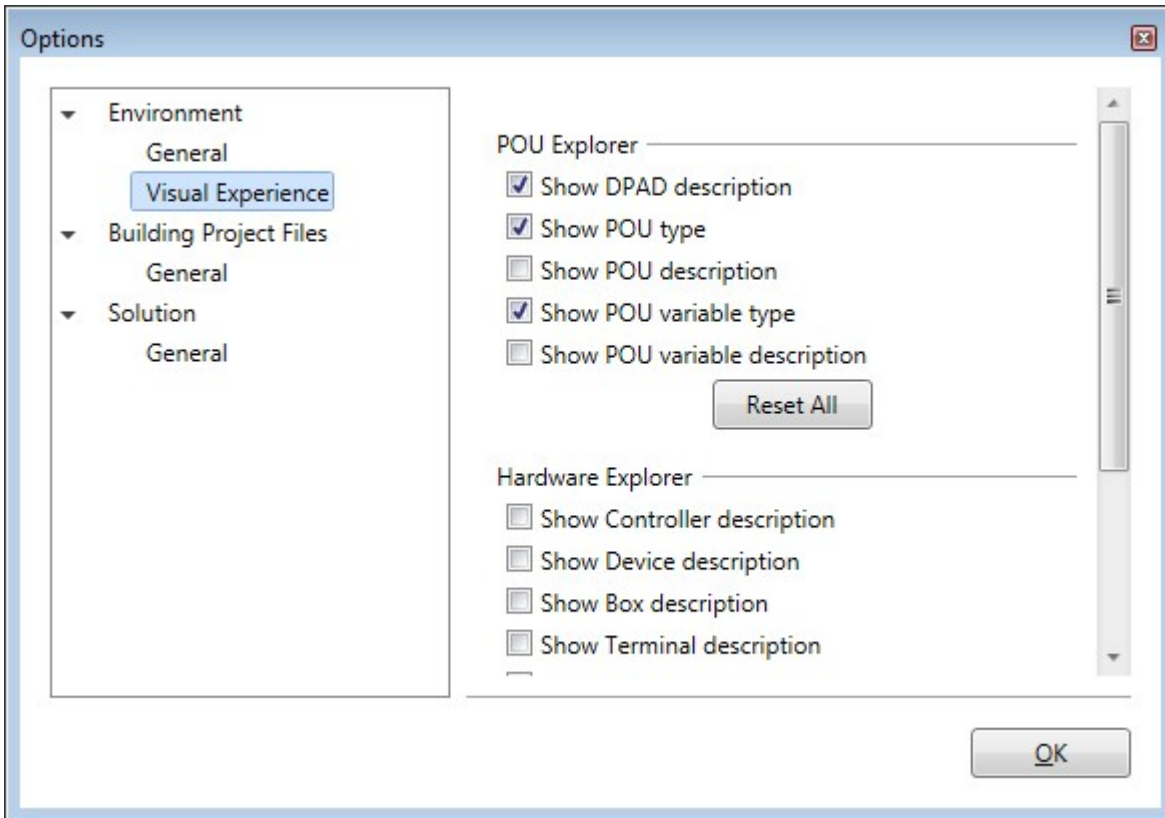 Options
Environment
General
Visual Experience
Building Project Files
General
Solution
General
POU Explorer
Show DPAD description
Show POU type
Show POU description
Show POU variable type
Show POU variable description
Reset All
Hardware Explorer
Show Controller description
Show Device description
Show Box description
Show Terminal description
OK